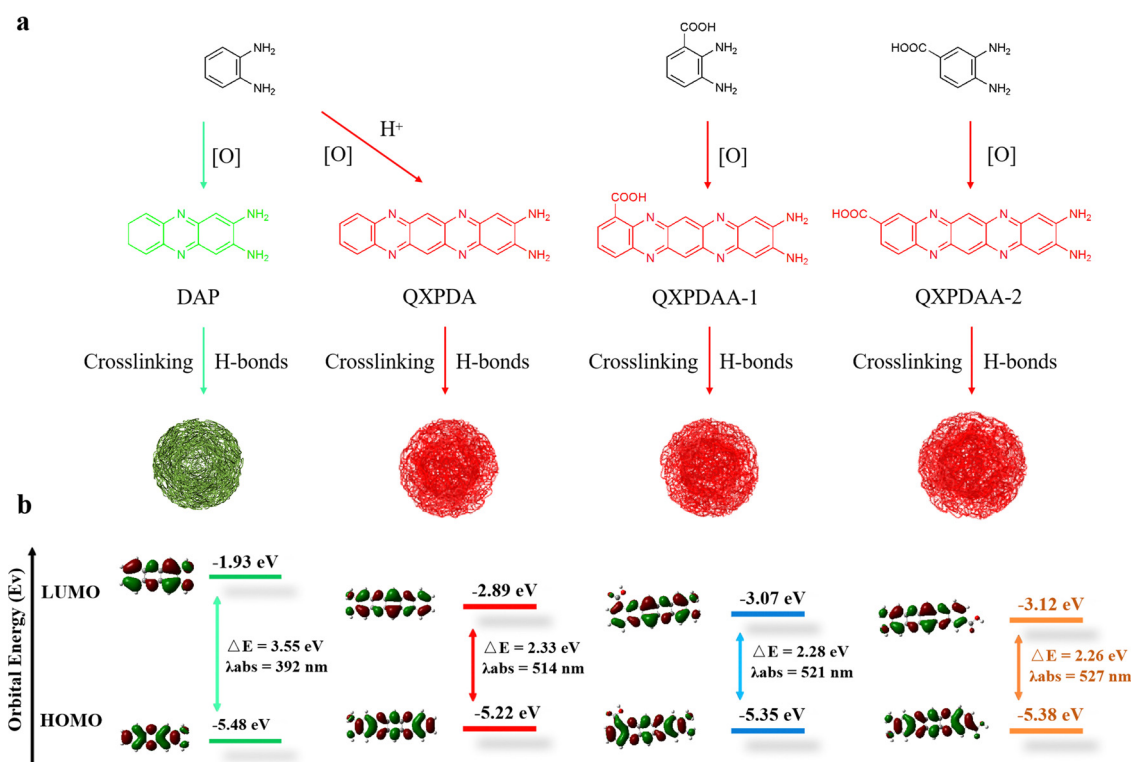 a
COOH
NH2
NH2
NH2
NH2
HOOC
NH2
NH2
[O]
[O]
H+
[O]
[O]
N
N
NH2
NH2
N
N
N
N
NH2
NH2
COOH
N
N
N
N
NH2
NH2
HOOC
N
N
N
N
NH2
NH2
DAP
QXPDA
QXPDAA-1
QXPDAA-2
Crosslinking H-bonds
Crosslinking H-bonds
Crosslinking H-bonds
Crosslinking H-bonds
b
Orbital Energy (Ev)
LUMO
HOMO
-1.93 eV
△E = 3.55 eV
λabs = 392 nm
-5.48 eV
-2.89 eV
△E = 2.33 eV
λabs = 514 nm
-5.22 eV
-3.07 eV
△E = 2.28 eV
λabs = 521 nm
-5.35 eV
-3.12 eV
△E = 2.26 eV
λabs = 527 nm
-5.38 eV